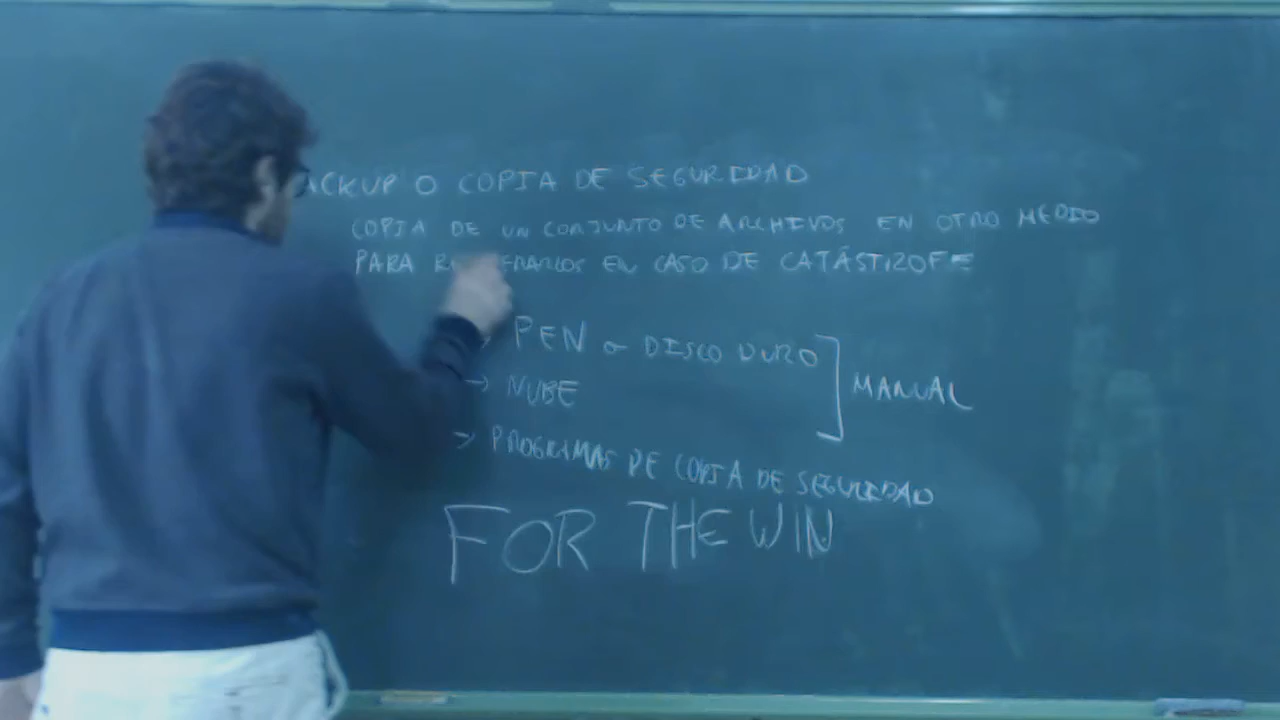 ACKUP O COPIA DE SEGURIDAD
COPIA DE UN CONJUNTO DE ARCHIVOS EN OTRO MEDIO
PARA EN CASO DE CATÁSTROFE
PEN o DISCO DURO
→ NUBE
MANUAL
→ PROGRAMAS DE COPIA DE SEGURIDAD
FOR THE WIN